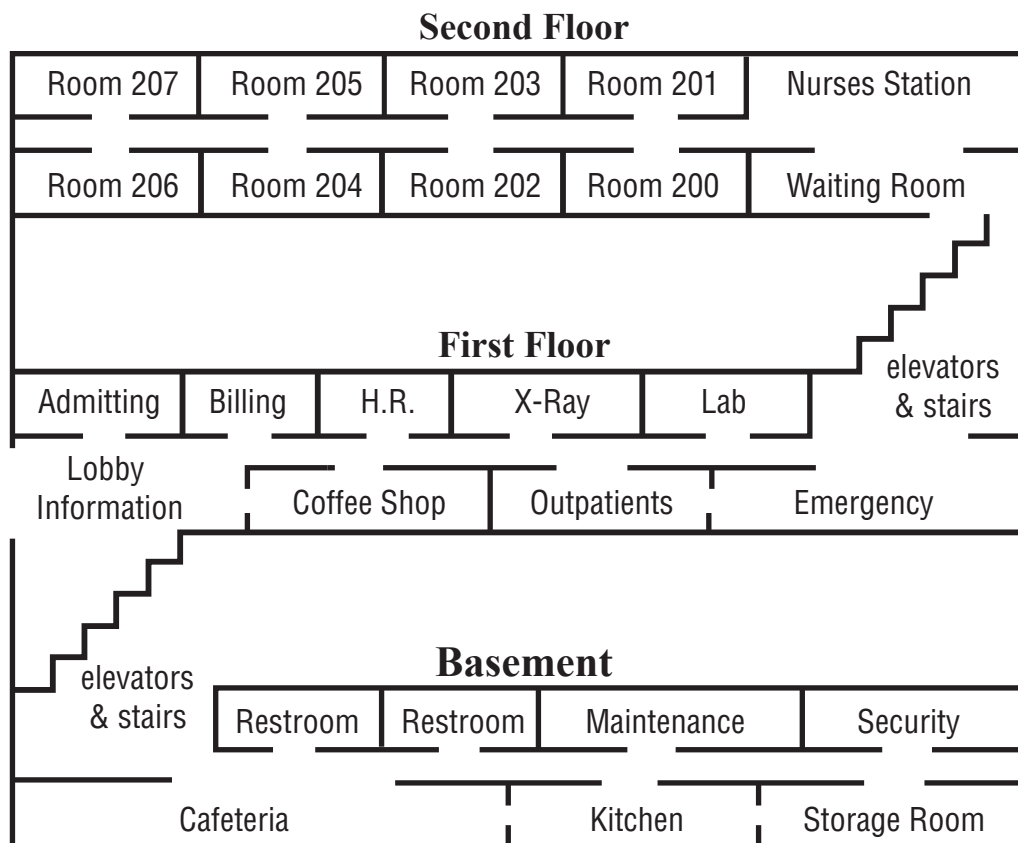 Second Floor
Room 207 Room 205 Room 203 Room 201 Nurses Station
Room 206 Room 204 Room 202 Room 200 Waiting Room
First Floor
elevators
& stairs
Admitting Billing H.R. X-Ray Lab
Lobby
Information
Coffee Shop Outpatients Emergency
Basement
elevators
& stairs
Restroom Restroom Maintenance Security
Cafeteria Kitchen Storage Room